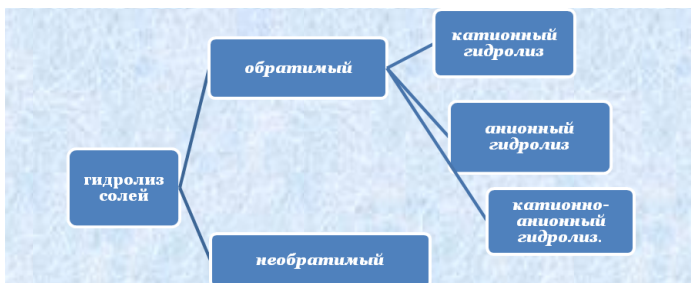 гидролиз
солей
обратимый
катионный
гидролиз
анионный
гидролиз
катионно-
анионный
гидролиз.
необратимый